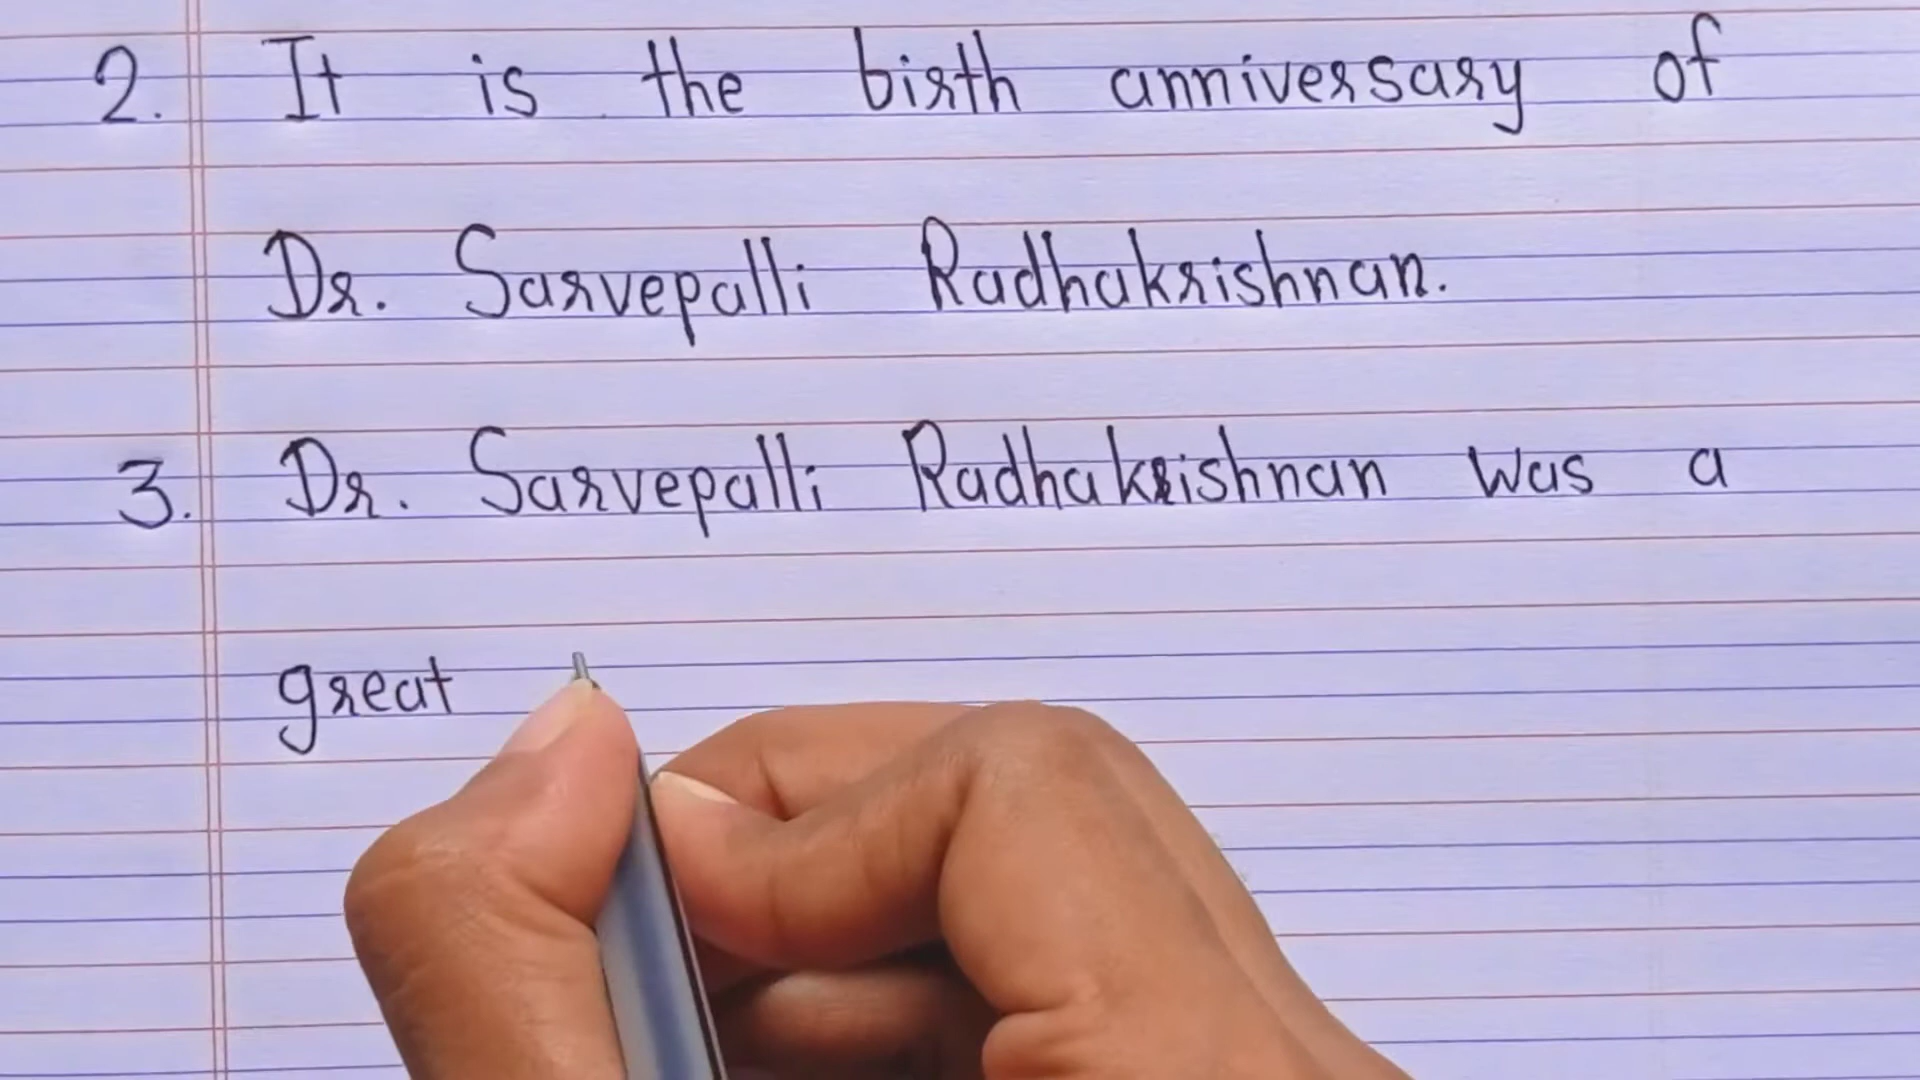 2. It is the birth anniversary of
Dr. Sarvepalli Radhakrishnan.
3. Dr. Sarvepalli Radhakrishnan was a
great